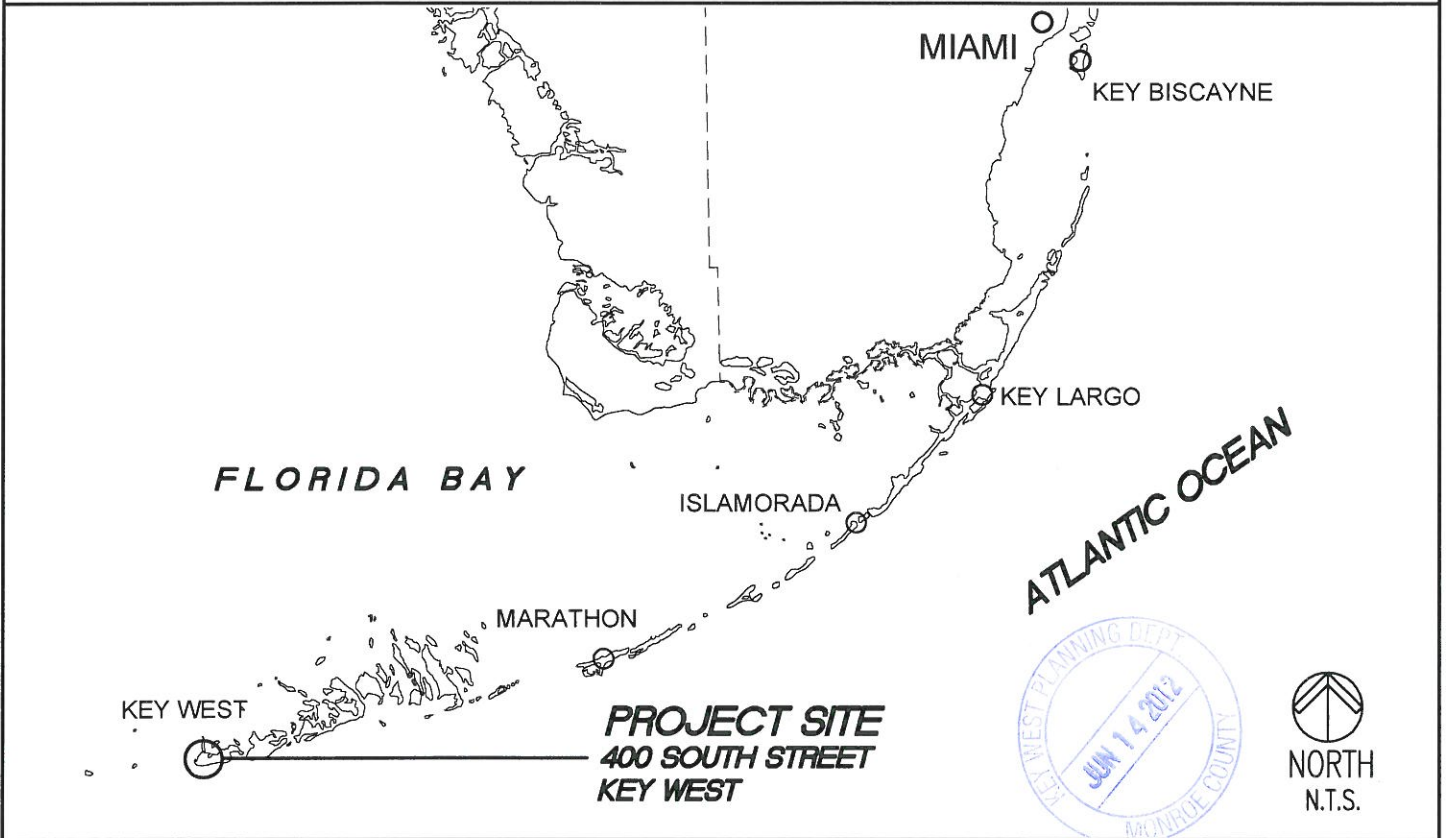 MIAMI
KEY BISCAYNE
KEY LARGO
FLORIDA BAY
ISLAMORADA
ATLANTIC OCEAN
MARATHON
KEY WEST
PROJECT SITE
400 SOUTH STREET
KEY WEST
KEY WEST PLANNING DEPT.
JUN 14 2012
MONROE COUNTY
NORTH
N.T.S.